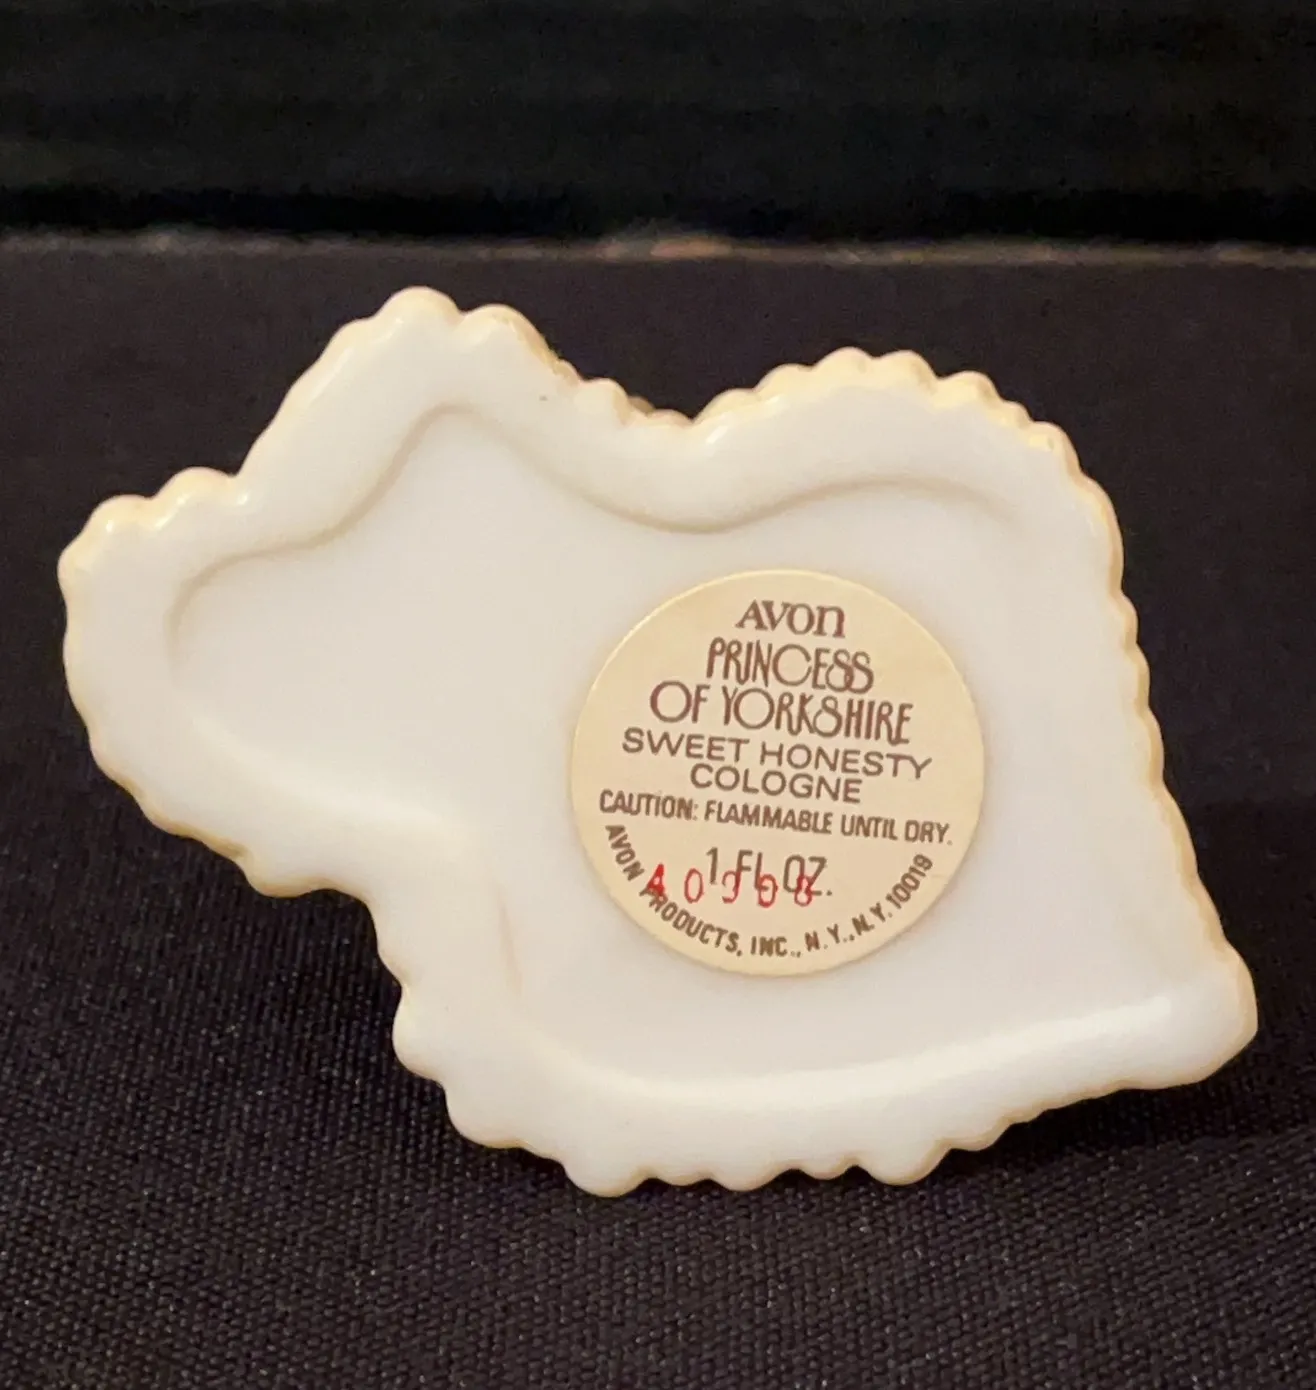 AVON
PRINCESS
OF YORKSHIRE
SWEET HONESTY
COLOGNE
CAUTION: FLAMMABLE UNTIL DRY.
1 FL. OZ.
AVON PRODUCTS, INC., N.Y., N.Y. 10019